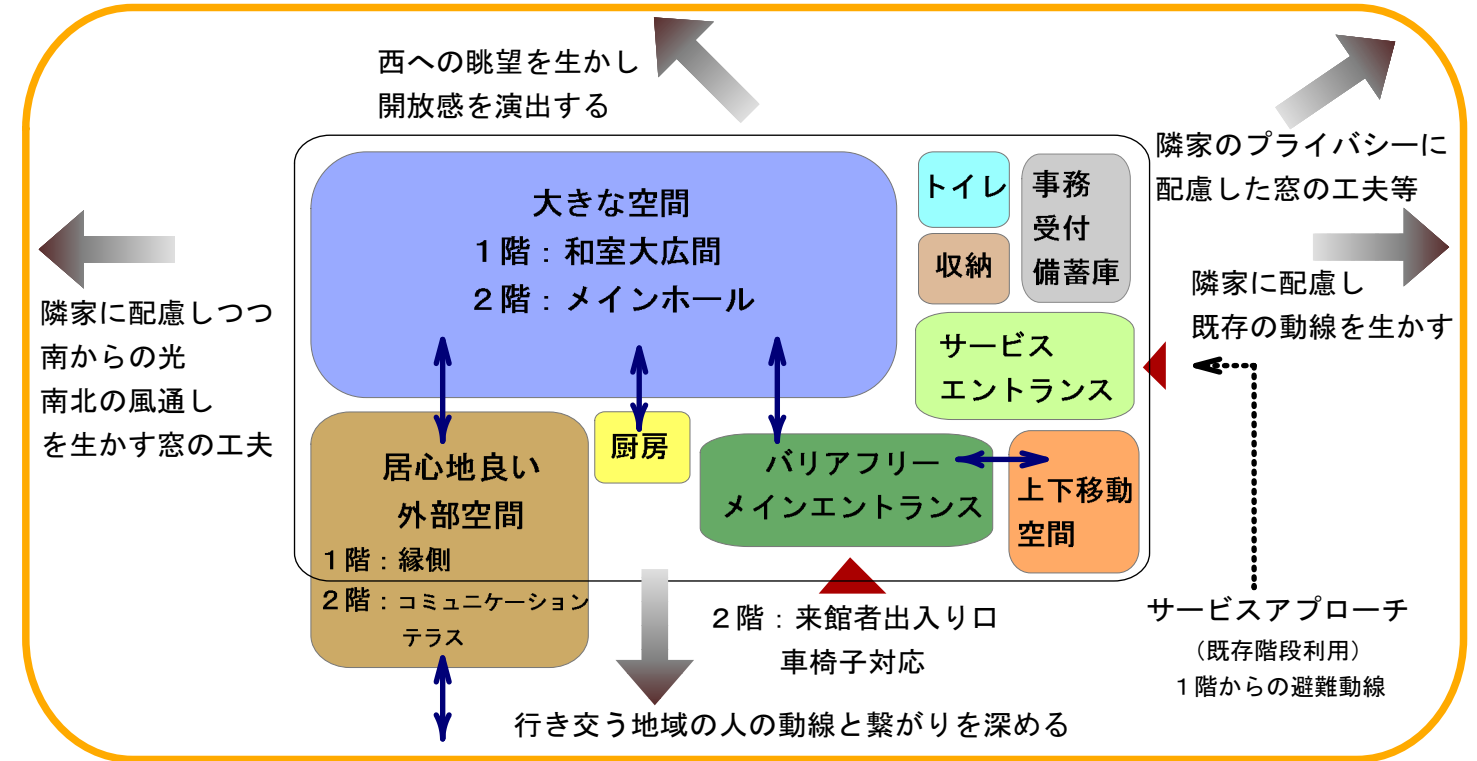 西への眺望を生かし
開放感を演出する
隣家のプライバシーに
配慮した窓の工夫等
大きな空間
1階：和室大広間
2階：メインホール
トイレ
収納
事務
受付
備蓄庫
隣家に配慮しつつ
南からの光
南北の風通し
を生かす窓の工夫
隣家に配慮し
既存の動線を生かす
サービス
エントランス
居心地良い
外部空間
1階：縁側
2階：コミュニケーション
テラス
厨房
バリアフリー
メインエントランス
上下移動
空間
2階：来館者出入り口
車椅子対応
サービスアプローチ
（既存階段利用）
1階からの避難動線
行き交う地域の人の動線と繋がりを深める